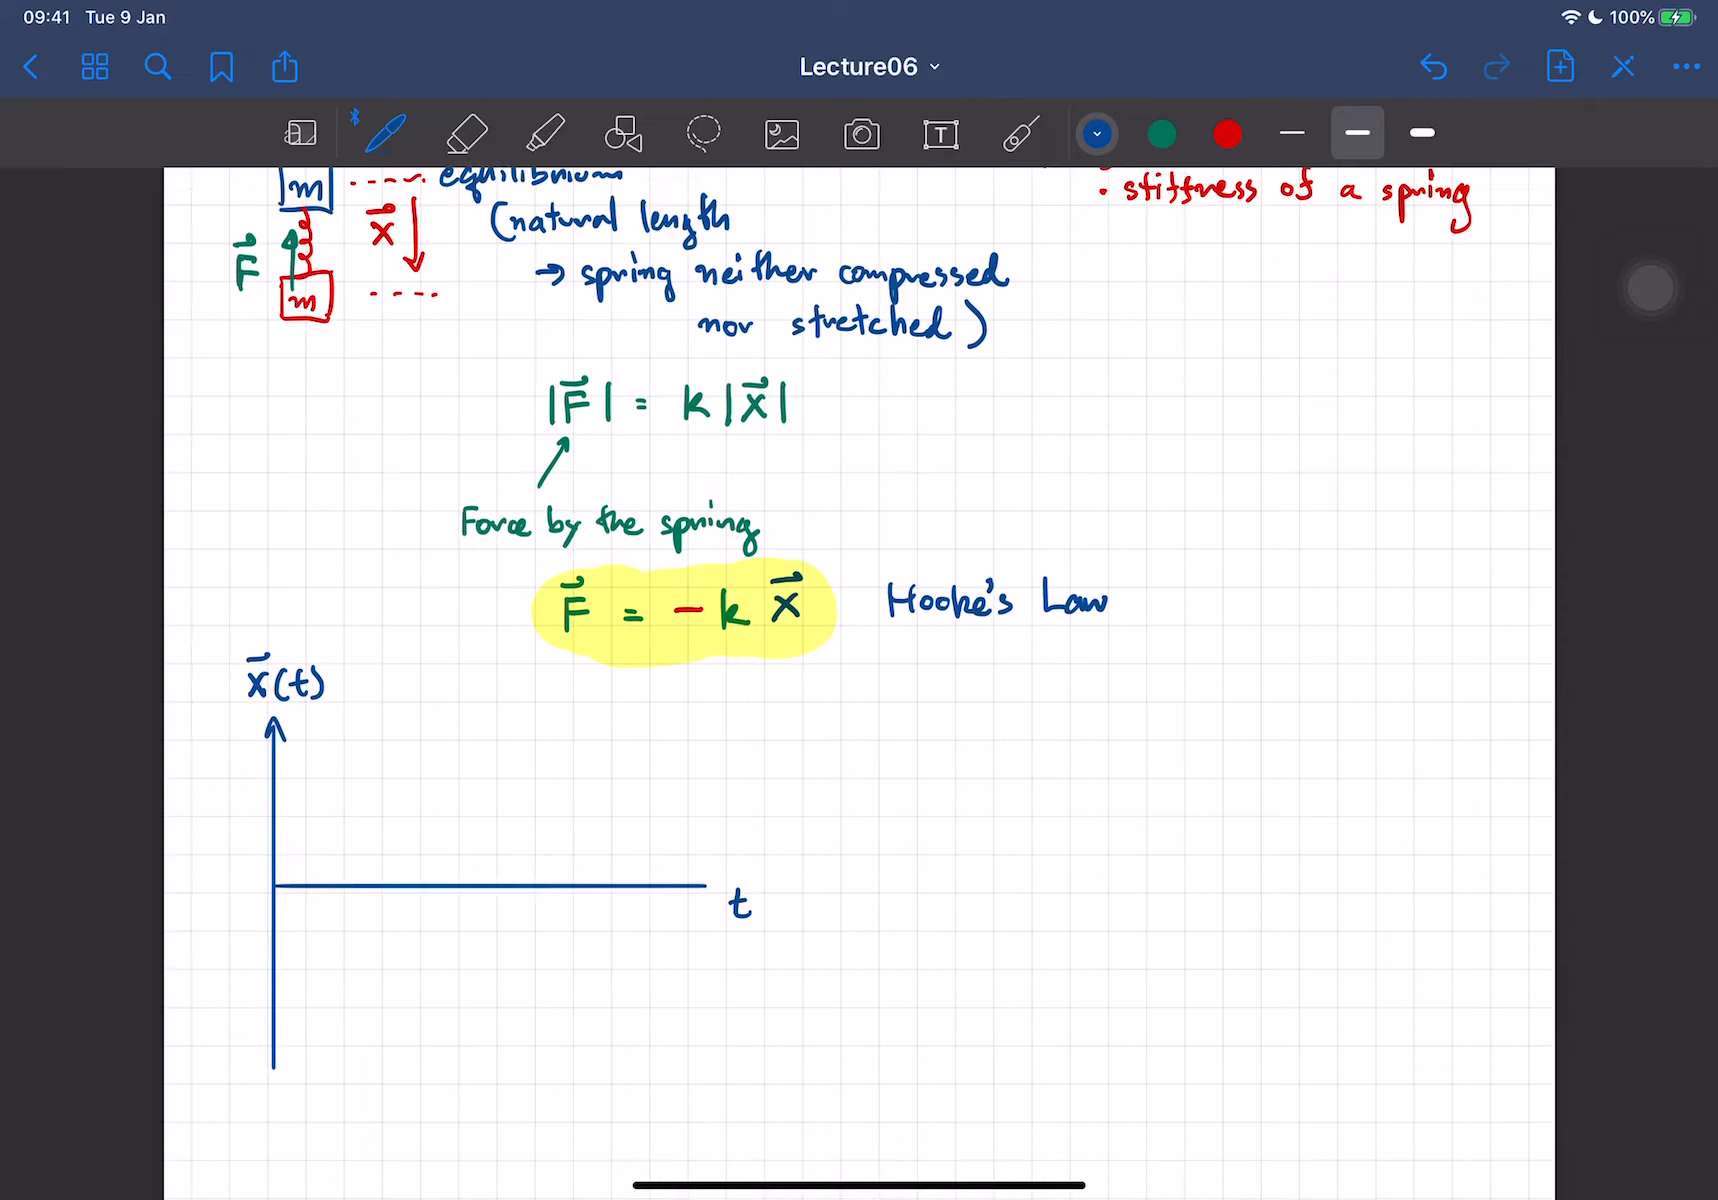 09:41 Tue 9 Jan
100%
Lecture06
T
m equilibrium
• stiffness of a spring
(natural length
x⃗
F⃗
→ spring neither compressed
m
nor stretched)
|F⃗| = k|x⃗|
Force by the spring
F⃗ = - k x⃗ Hooke's Law
x⃗(t)
t